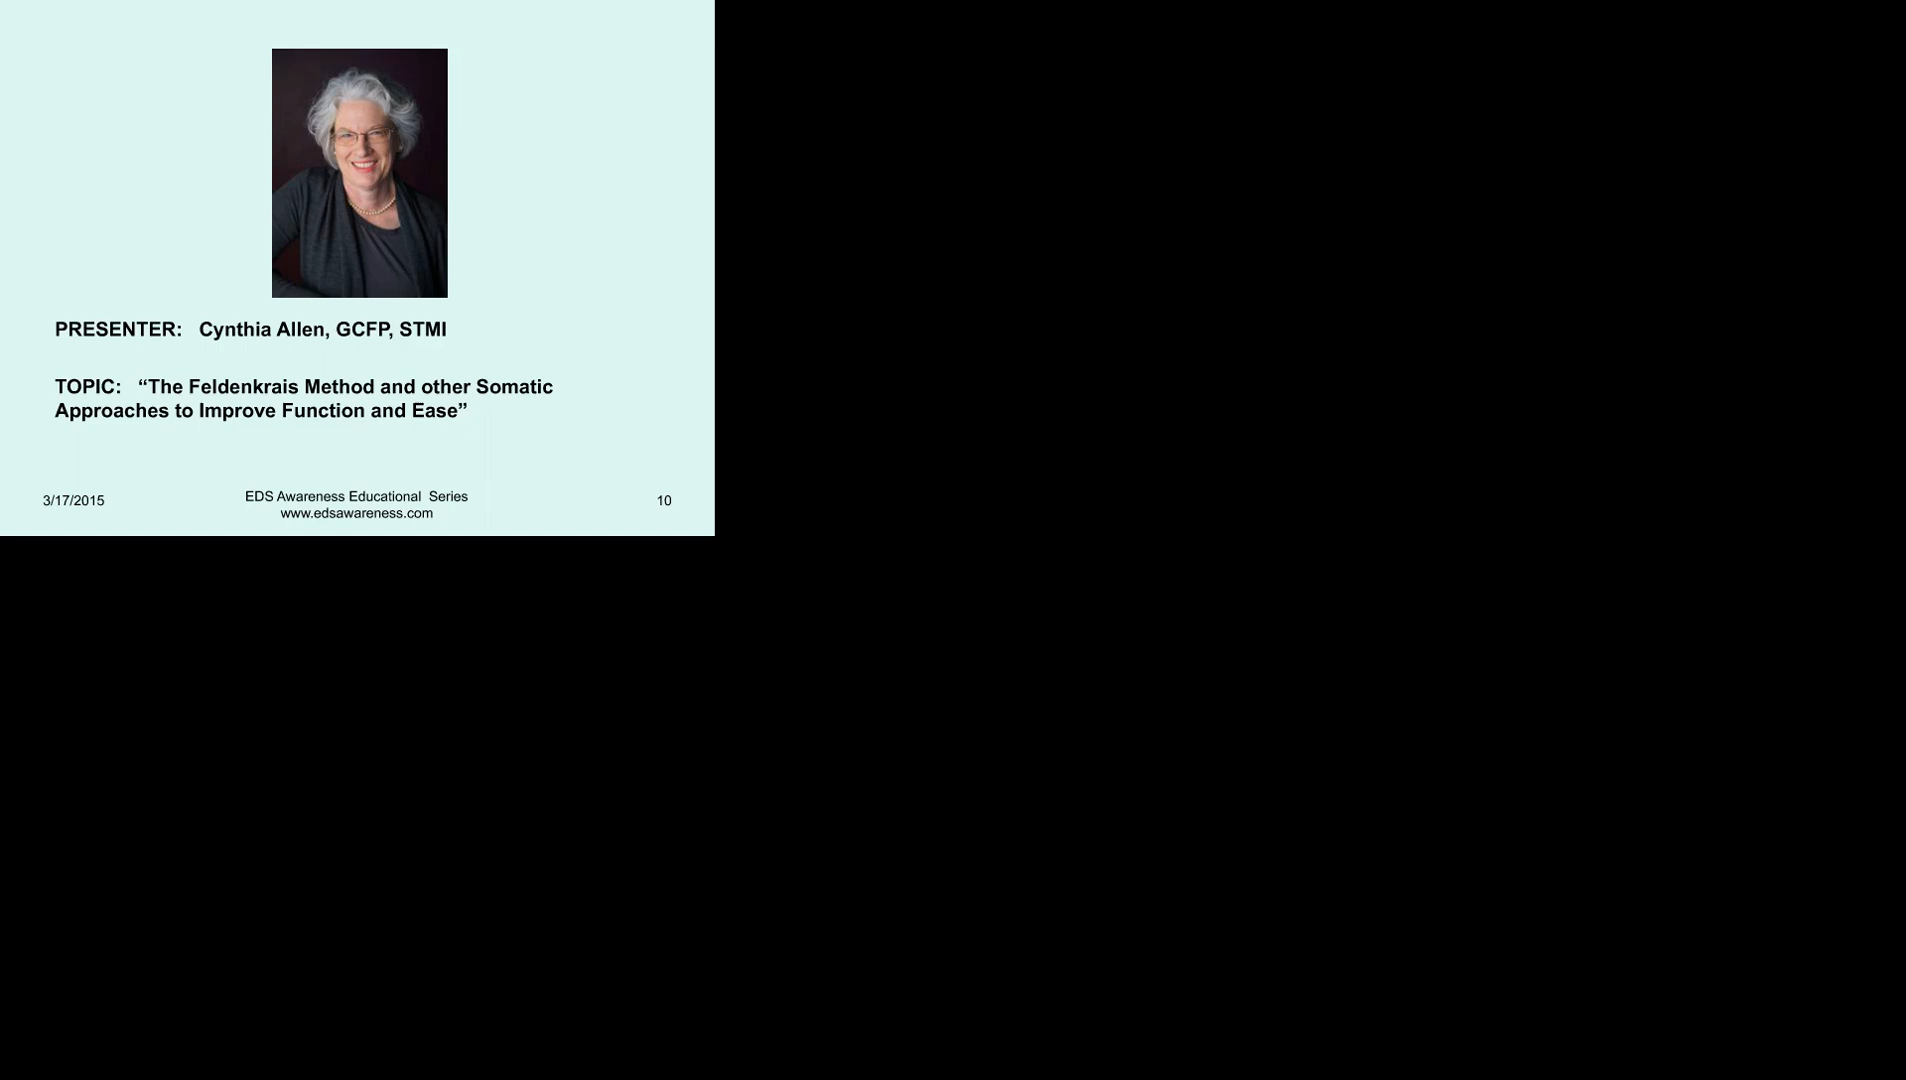 PRESENTER: Cynthia Allen, GCFP, STMI
TOPIC: “The Feldenkrais Method and other Somatic
Approaches to Improve Function and Ease”
3/17/2015
EDS Awareness Educational Series
www.edsawareness.com
10